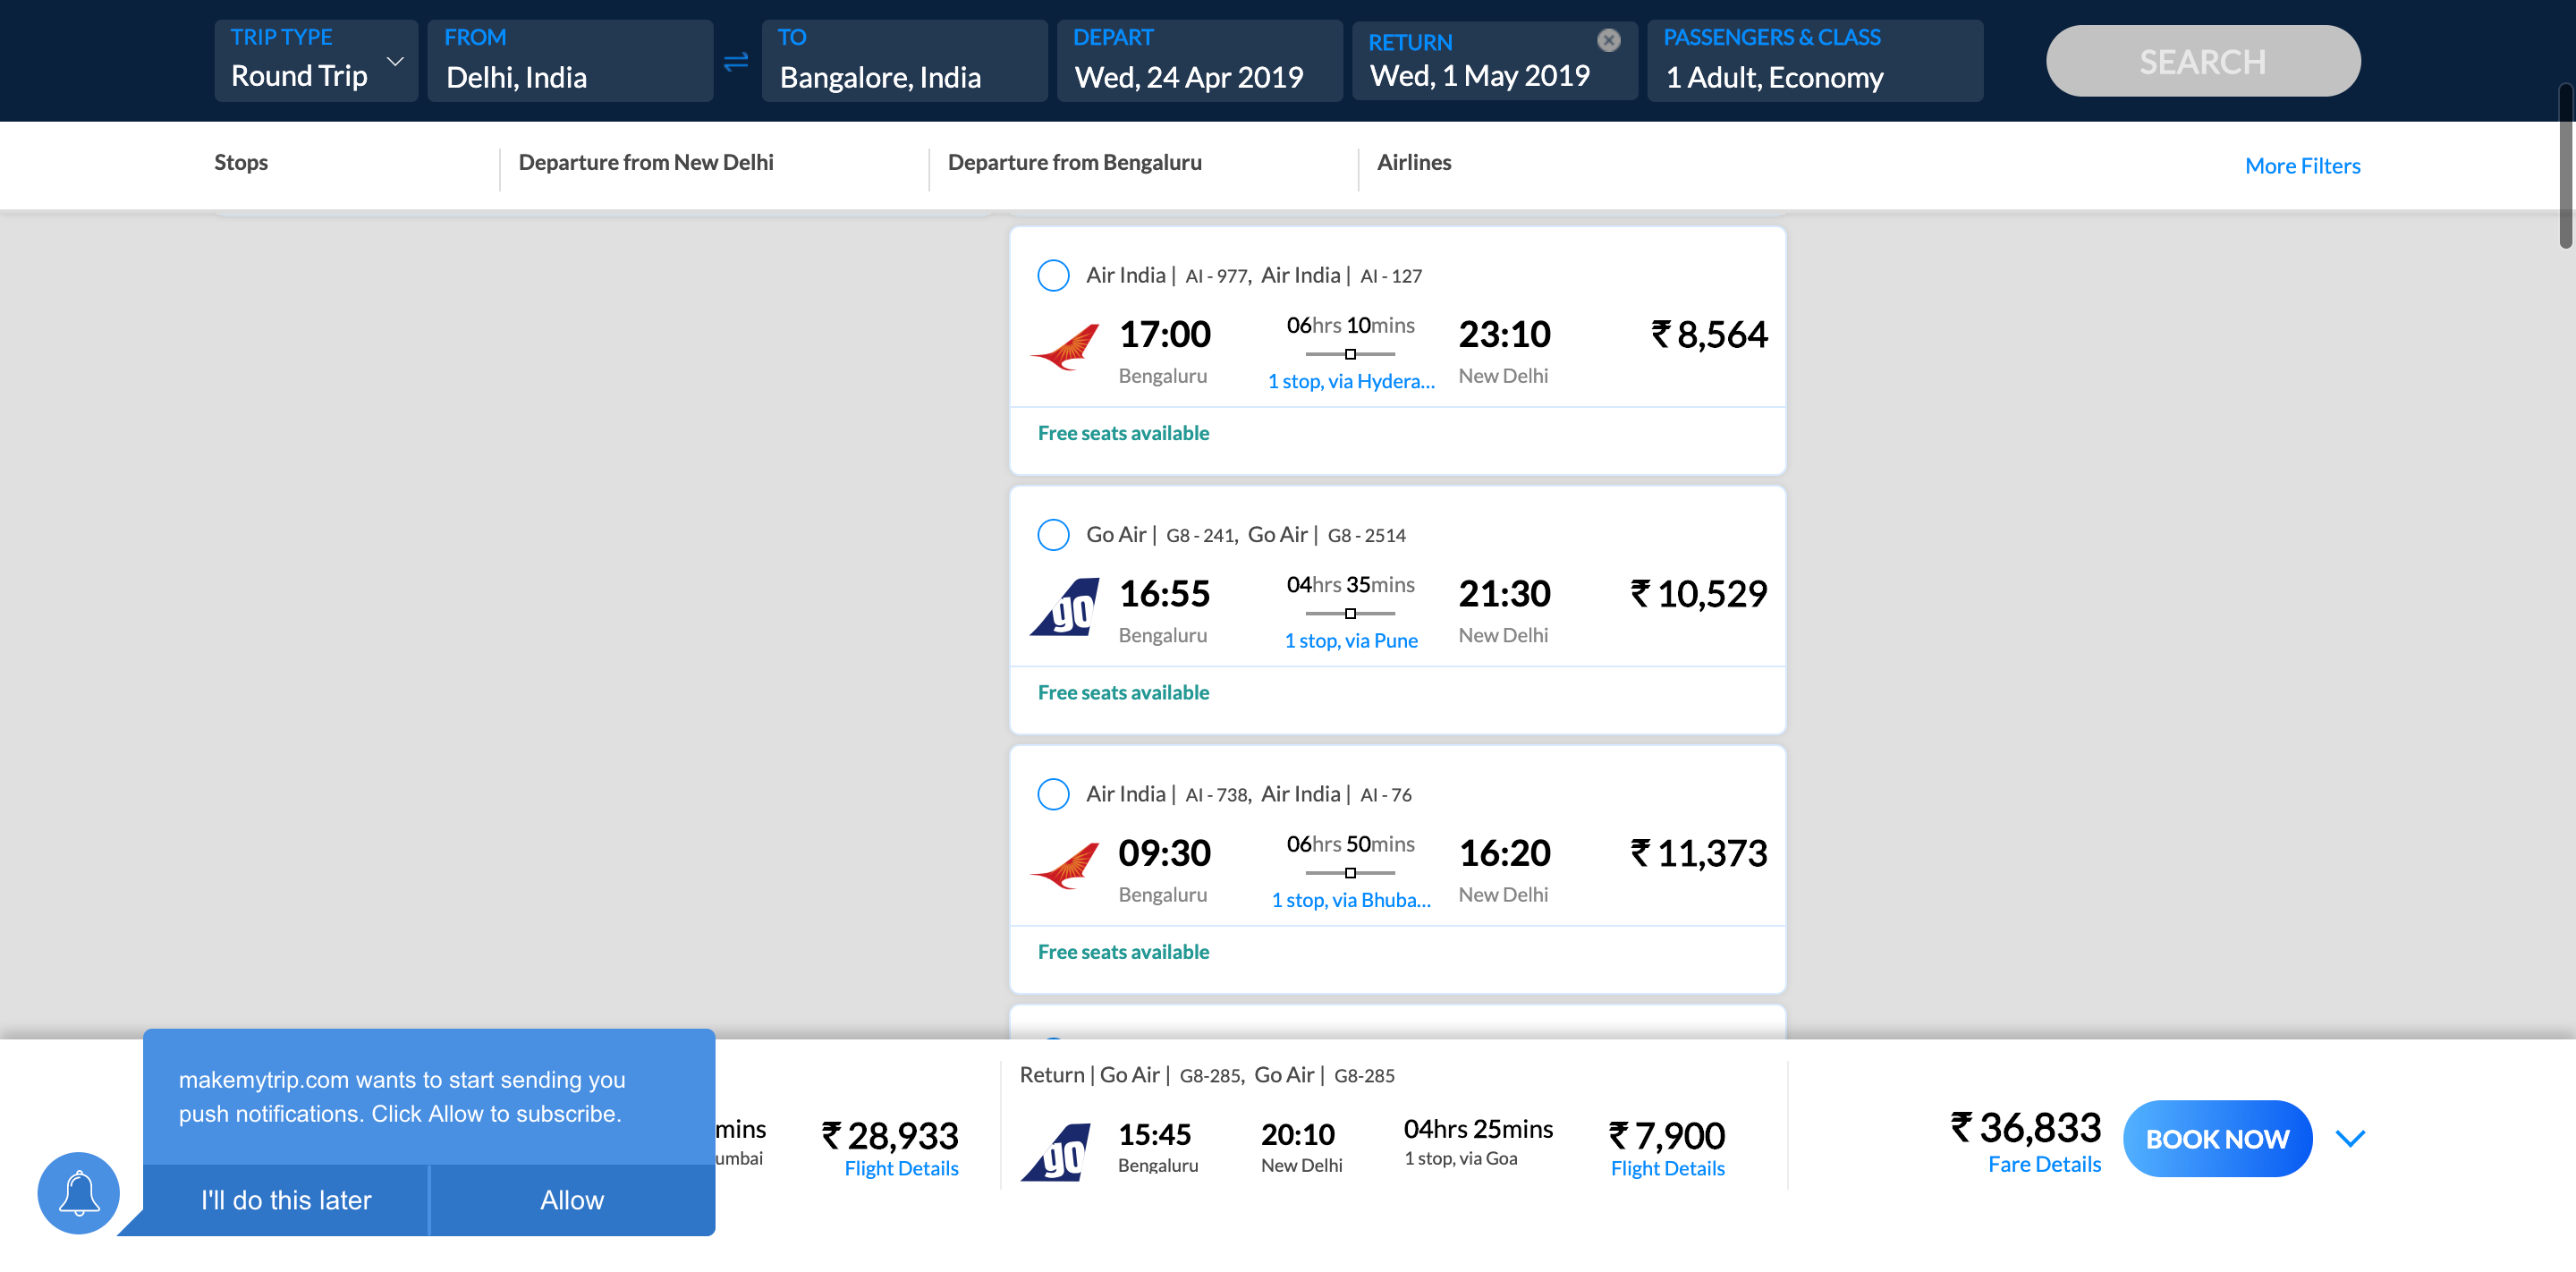 TRIP TYPE
Round Trip
FROM
Delhi, India
TO
Bangalore, India
DEPART
Wed, 24 Apr 2019
RETURN
Wed, 1 May 2019
PASSENGERS & CLASS
1 Adult, Economy
SEARCH
Stops
Departure from New Delhi
Departure from Bengaluru
Airlines
More Filters
Air India | AI - 977, Air India | AI - 127
17:00 06hrs 10mins 23:10 ₹ 8,564
Bengaluru 1 stop, via Hydera... New Delhi
Free seats available
Go Air | G8 - 241, Go Air | G8 - 2514
go
16:55 04hrs 35mins 21:30 ₹ 10,529
Bengaluru 1 stop, via Pune New Delhi
Free seats available
Air India | AI - 738, Air India | AI - 76
09:30 06hrs 50mins 16:20 ₹ 11,373
Bengaluru 1 stop, via Bhuba... New Delhi
Free seats available
makemytrip.com wants to start sending you
push notifications. Click Allow to subscribe.
I'll do this later
Allow
mins
umbai
₹ 28,933
Flight Details
Return | Go Air | G8-285, Go Air | G8-285
go
15:45 20:10 04hrs 25mins ₹ 7,900
Bengaluru New Delhi 1 stop, via Goa Flight Details
₹ 36,833
Fare Details
BOOK NOW